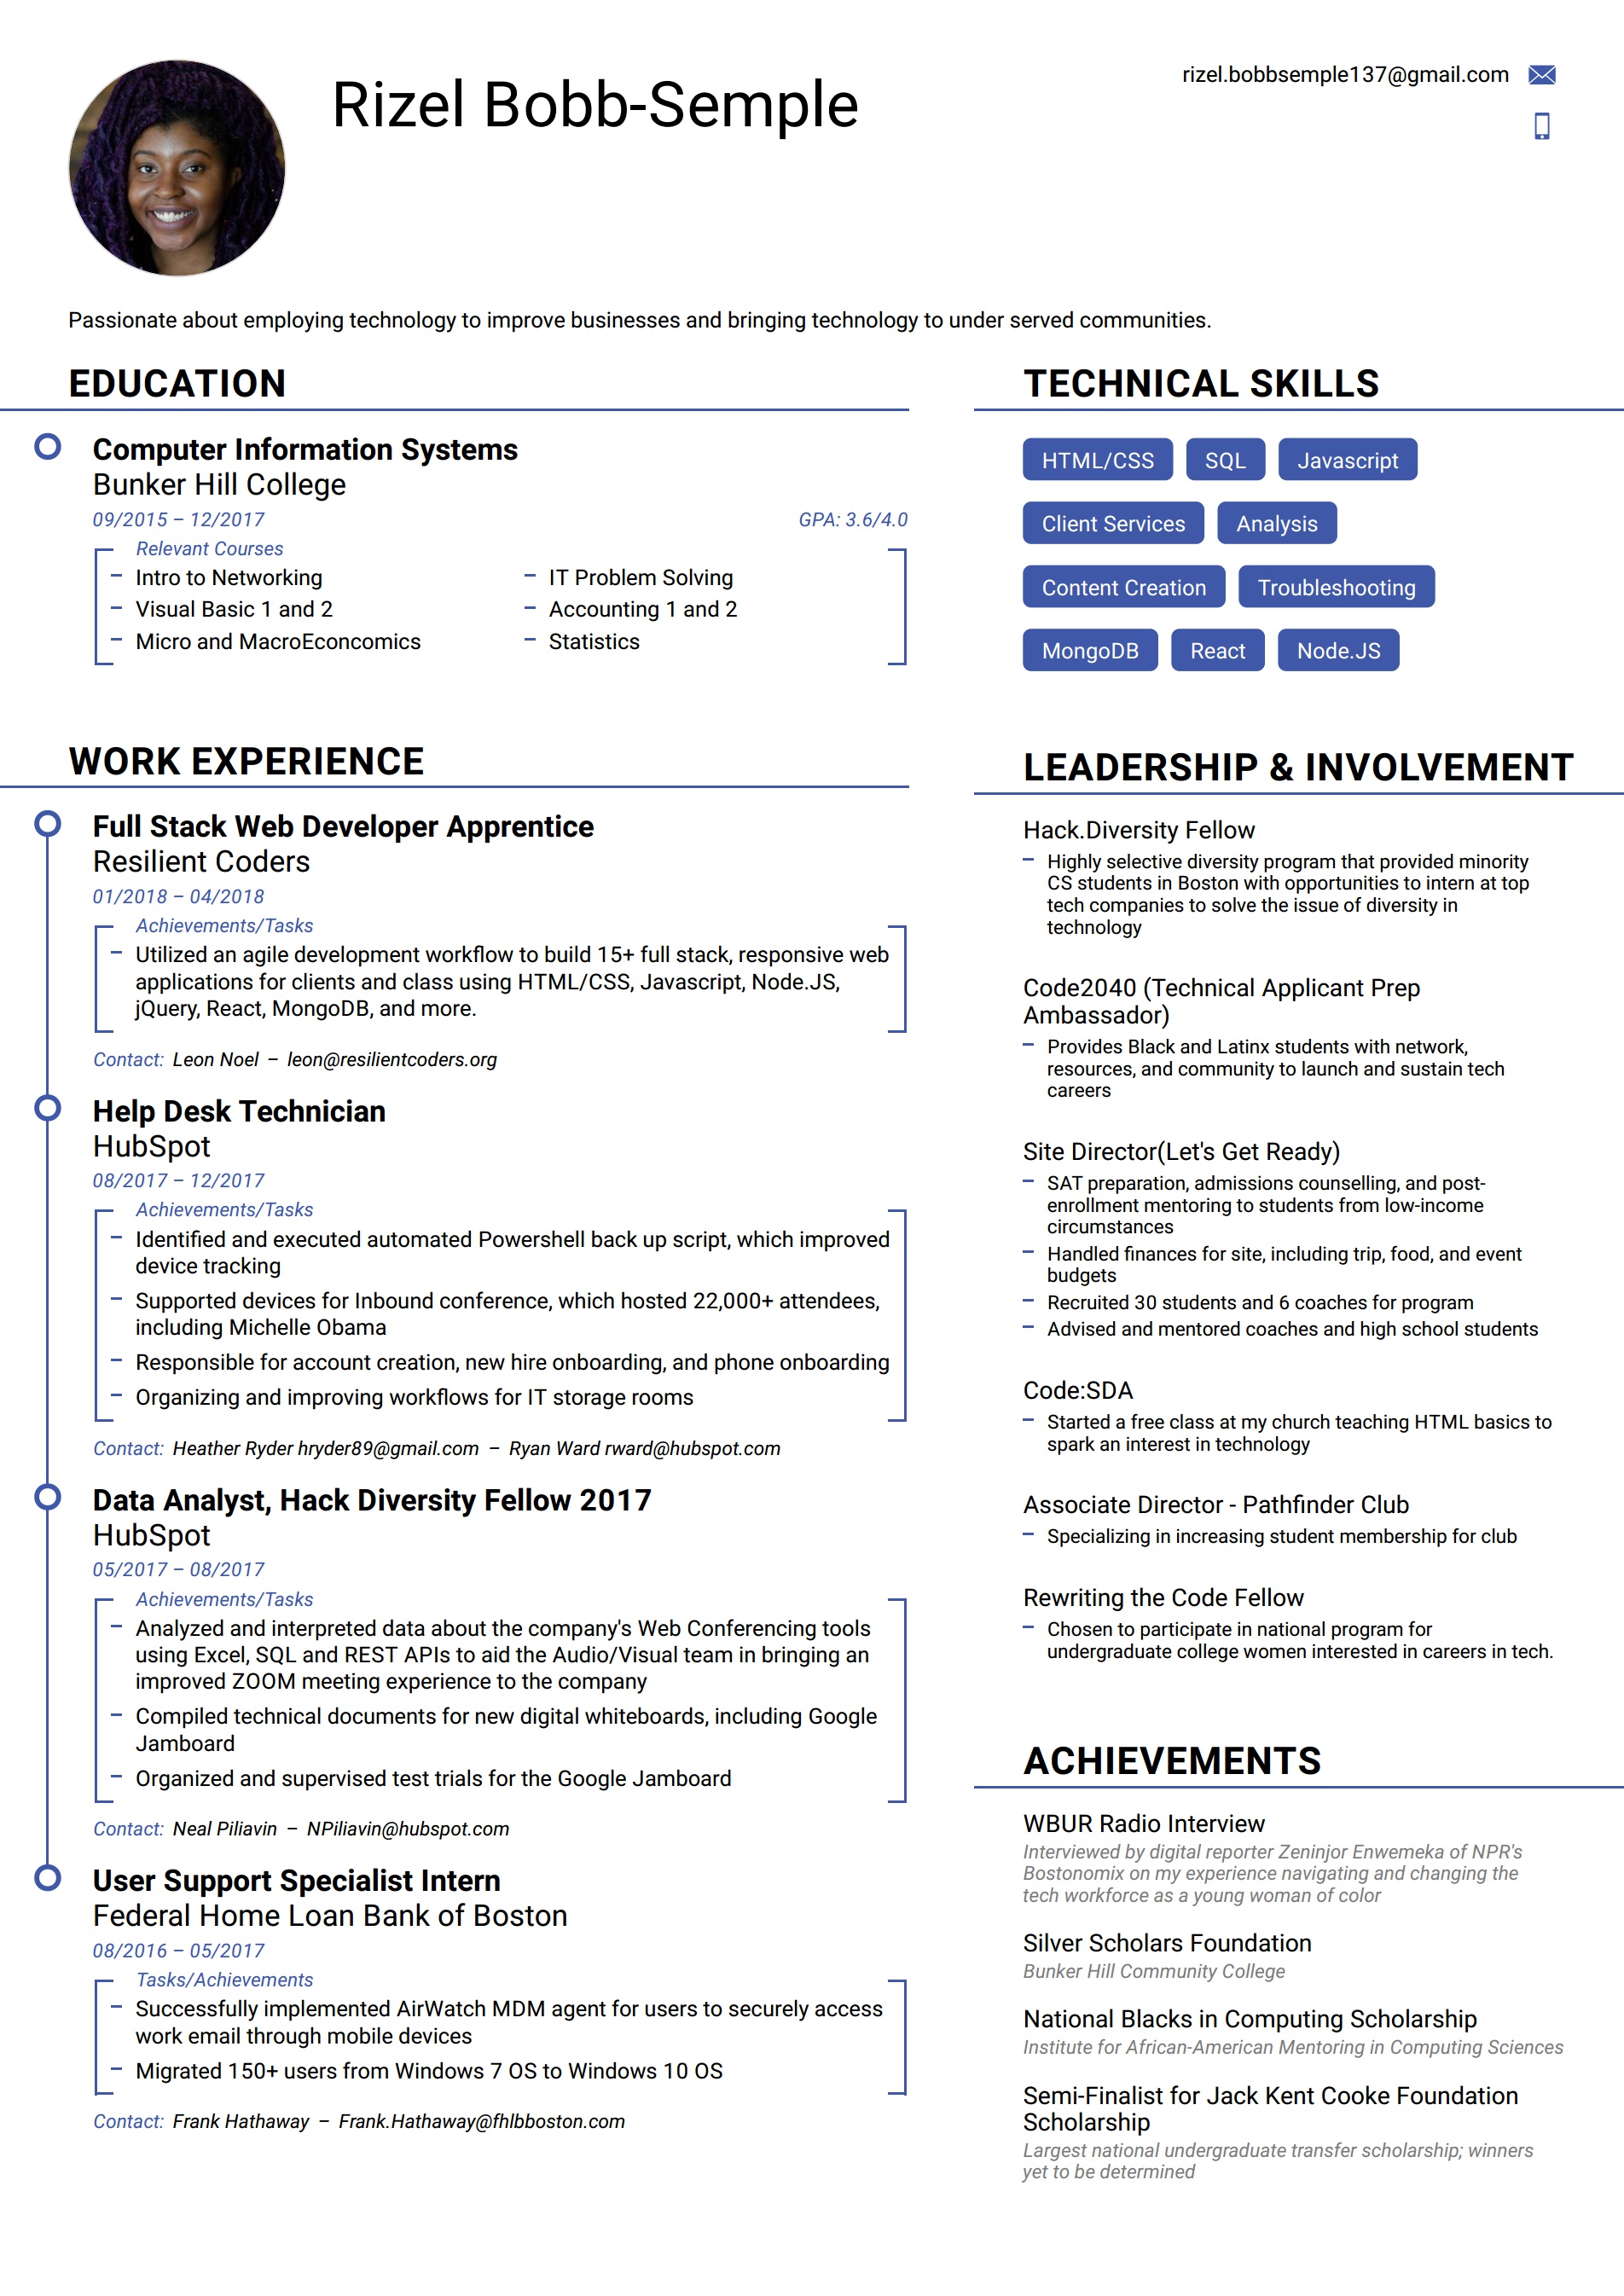 Rizel Bobb-Semple
rizel.bobbsemple137@gmail.com
Passionate about employing technology to improve businesses and bringing technology to under served communities.
EDUCATION
Computer Information Systems
Bunker Hill College
09/2015 – 12/2017
GPA: 3.6/4.0
Relevant Courses
– Intro to Networking
– Visual Basic 1 and 2
– Micro and MacroEconcomics
– IT Problem Solving
– Accounting 1 and 2
– Statistics
WORK EXPERIENCE
Full Stack Web Developer Apprentice
Resilient Coders
01/2018 – 04/2018
Achievements/Tasks
– Utilized an agile development workflow to build 15+ full stack, responsive web
applications for clients and class using HTML/CSS, Javascript, Node.JS,
jQuery, React, MongoDB, and more.
Contact: Leon Noel – leon@resilientcoders.org
Help Desk Technician
HubSpot
08/2017 – 12/2017
Achievements/Tasks
– Identified and executed automated Powershell back up script, which improved
device tracking
– Supported devices for Inbound conference, which hosted 22,000+ attendees,
including Michelle Obama
– Responsible for account creation, new hire onboarding, and phone onboarding
– Organizing and improving workflows for IT storage rooms
Contact: Heather Ryder hryder89@gmail.com – Ryan Ward rward@hubspot.com
Data Analyst, Hack Diversity Fellow 2017
HubSpot
05/2017 – 08/2017
Achievements/Tasks
– Analyzed and interpreted data about the company's Web Conferencing tools
using Excel, SQL and REST APIs to aid the Audio/Visual team in bringing an
improved ZOOM meeting experience to the company
– Compiled technical documents for new digital whiteboards, including Google
Jamboard
– Organized and supervised test trials for the Google Jamboard
Contact: Neal Piliavin – NPiliavin@hubspot.com
User Support Specialist Intern
Federal Home Loan Bank of Boston
08/2016 – 05/2017
Tasks/Achievements
– Successfully implemented AirWatch MDM agent for users to securely access
work email through mobile devices
– Migrated 150+ users from Windows 7 OS to Windows 10 OS
Contact: Frank Hathaway – Frank.Hathaway@fhlbboston.com
TECHNICAL SKILLS
HTML/CSS SQL Javascript
Client Services Analysis
Content Creation Troubleshooting
MongoDB React Node.JS
LEADERSHIP & INVOLVEMENT
Hack.Diversity Fellow
– Highly selective diversity program that provided minority
CS students in Boston with opportunities to intern at top
tech companies to solve the issue of diversity in
technology
Code2040 (Technical Applicant Prep
Ambassador)
– Provides Black and Latinx students with network,
resources, and community to launch and sustain tech
careers
Site Director(Let's Get Ready)
– SAT preparation, admissions counselling, and post-
enrollment mentoring to students from low-income
circumstances
– Handled finances for site, including trip, food, and event
budgets
– Recruited 30 students and 6 coaches for program
– Advised and mentored coaches and high school students
Code:SDA
– Started a free class at my church teaching HTML basics to
spark an interest in technology
Associate Director - Pathfinder Club
– Specializing in increasing student membership for club
Rewriting the Code Fellow
– Chosen to participate in national program for
undergraduate college women interested in careers in tech.
ACHIEVEMENTS
WBUR Radio Interview
Interviewed by digital reporter Zeninjor Enwemeka of NPR's
Bostonomix on my experience navigating and changing the
tech workforce as a young woman of color
Silver Scholars Foundation
Bunker Hill Community College
National Blacks in Computing Scholarship
Institute for African-American Mentoring in Computing Sciences
Semi-Finalist for Jack Kent Cooke Foundation
Scholarship
Largest national undergraduate transfer scholarship; winners
yet to be determined